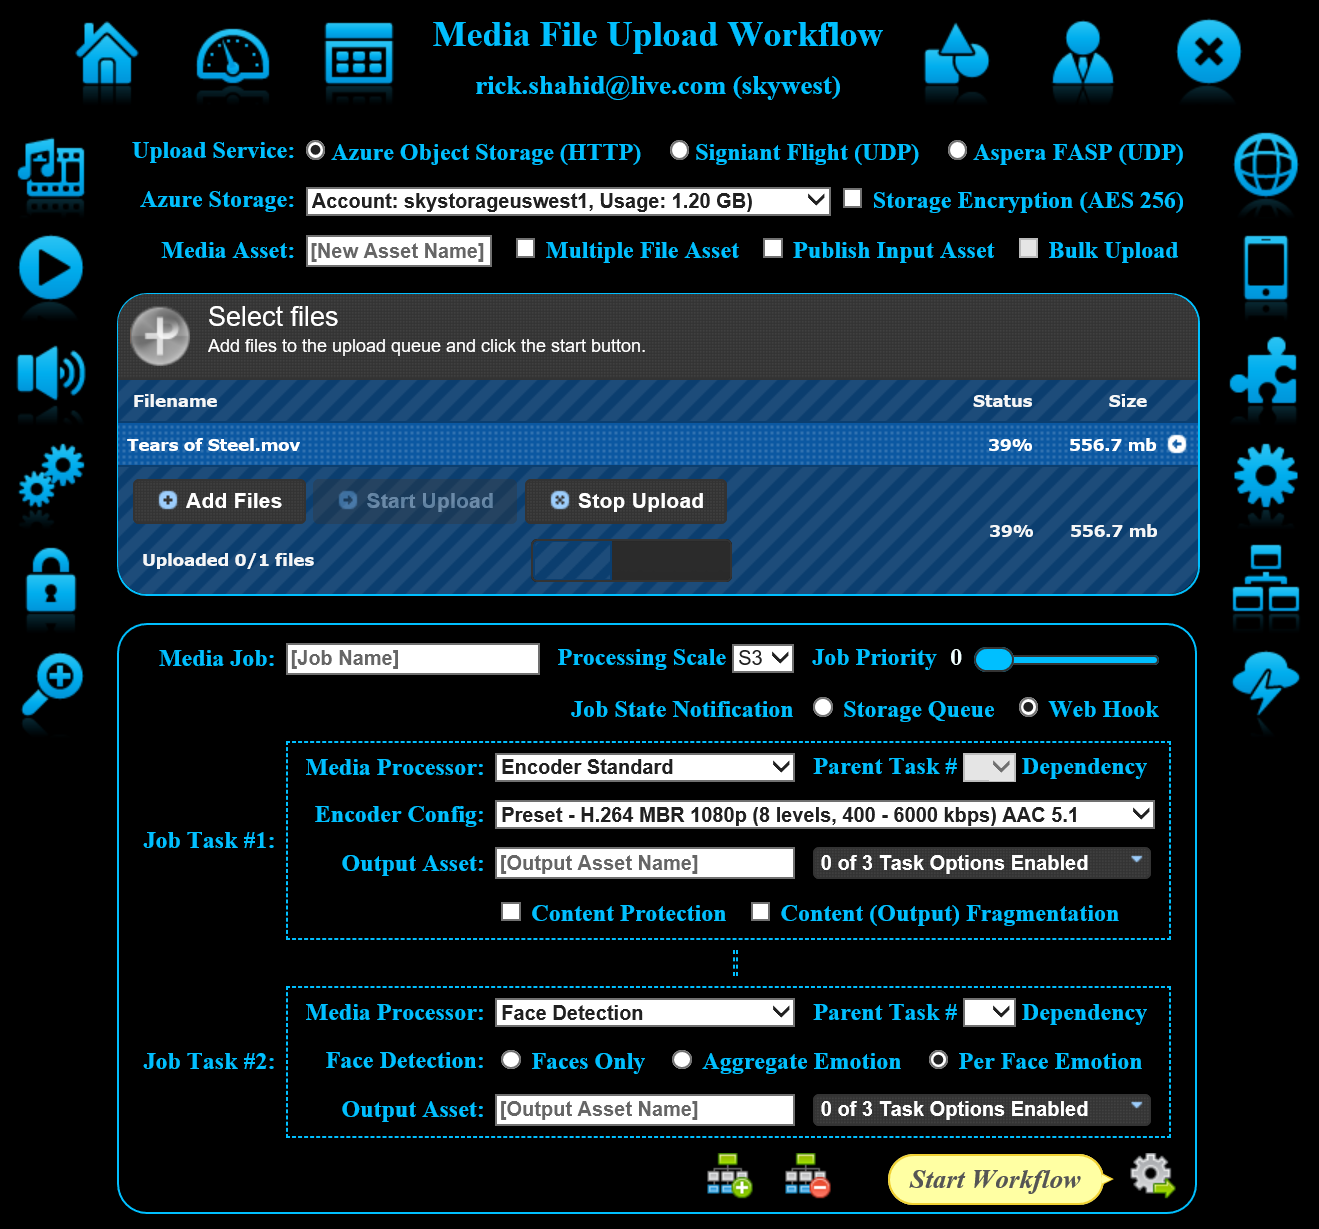 Media File Upload Workflow
rick.shahid@live.com (skywest)
Upload Service: Azure Object Storage (HTTP) Signiant Flight (UDP) Aspera FASP (UDP)
Azure Storage: Account: skystorageuswest1, Usage: 1.20 GB) Storage Encryption (AES 256)
Media Asset: [New Asset Name] Multiple File Asset Publish Input Asset Bulk Upload
Select files
Add files to the upload queue and click the start button.
Filename Status Size
Tears of Steel.mov 39% 556.7 mb
Add Files Start Upload Stop Upload
39% 556.7 mb
Uploaded 0/1 files
Media Job: [Job Name] Processing Scale S3 Job Priority 0
Job State Notification Storage Queue Web Hook
Media Processor: Encoder Standard Parent Task # Dependency
Encoder Config: Preset - H.264 MBR 1080p (8 levels, 400 - 6000 kbps) AAC 5.1
Job Task #1:
Output Asset: [Output Asset Name] 0 of 3 Task Options Enabled
Content Protection Content (Output) Fragmentation
Media Processor: Face Detection Parent Task # Dependency
Job Task #2: Face Detection: Faces Only Aggregate Emotion Per Face Emotion
Output Asset: [Output Asset Name] 0 of 3 Task Options Enabled
Start Workflow